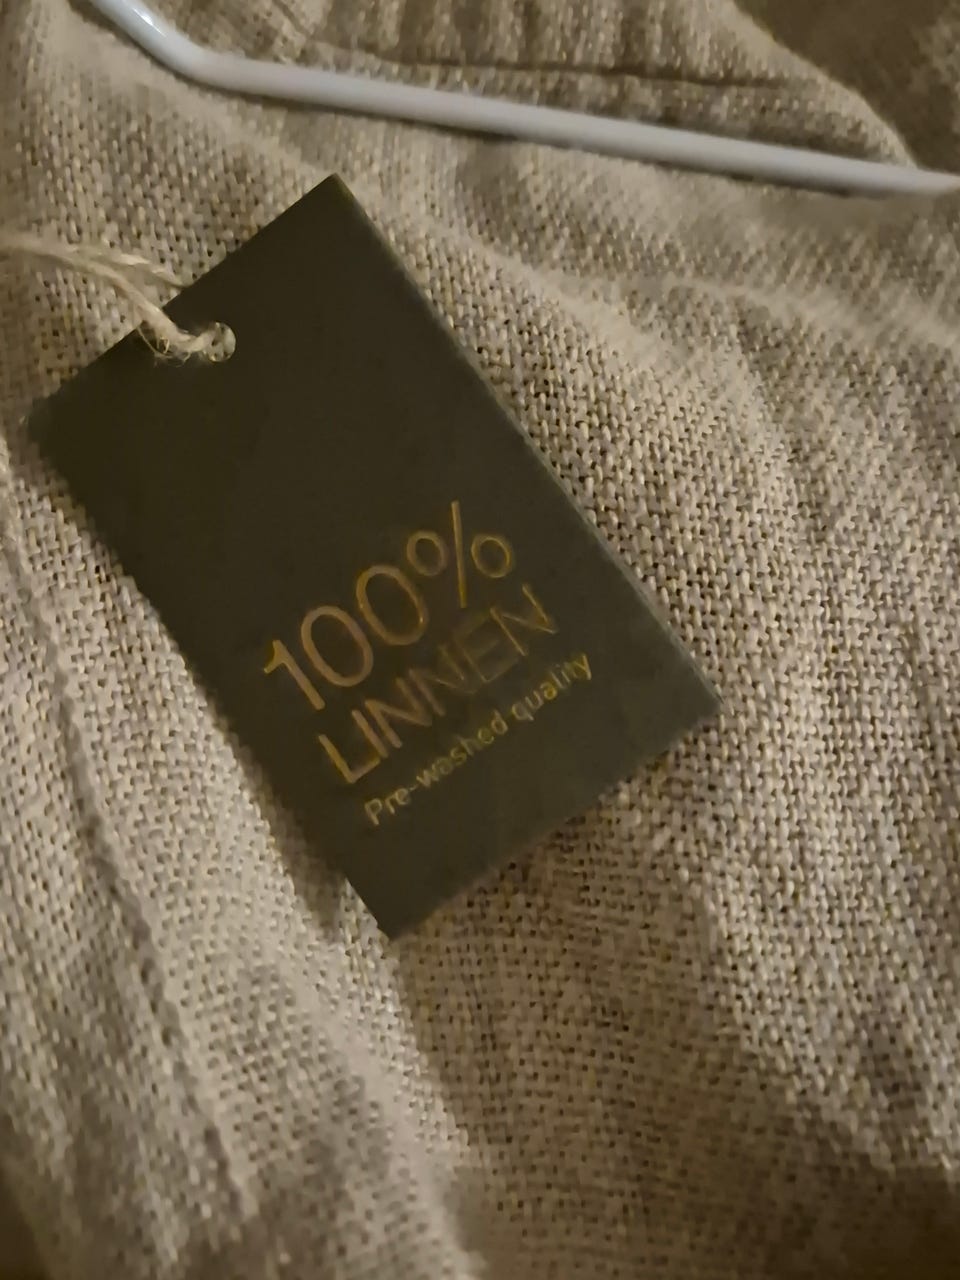 100%
LINNEN
Pre-washed quality